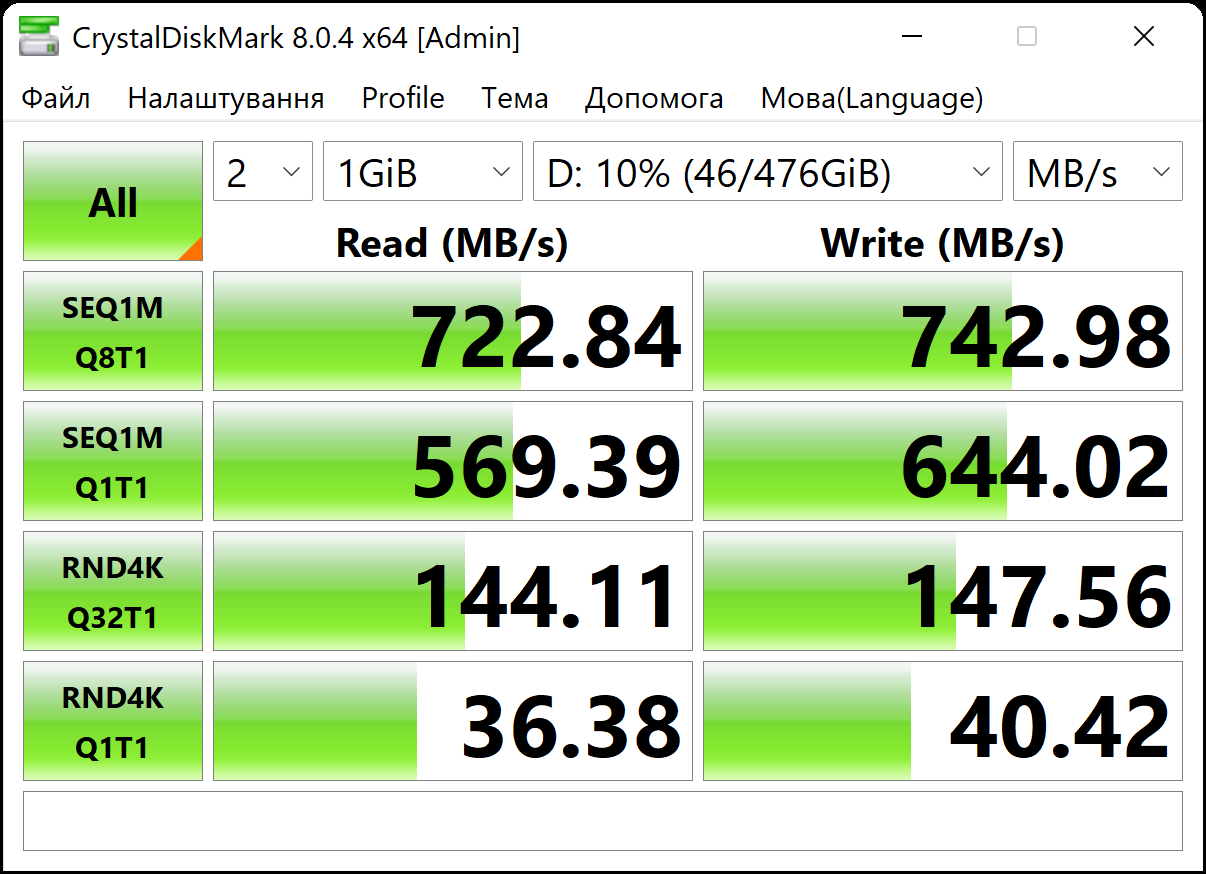 CrystalDiskMark 8.0.4 x64 [Admin]
Файл Налаштування Profile Тема Допомога Мова(Language)
All 2 1GiB D: 10% (46/476GiB) MB/s
Read (MB/s) Write (MB/s)
SEQ1M
Q8T1 722.84 742.98
SEQ1M
Q1T1 569.39 644.02
RND4K
Q32T1 144.11 147.56
RND4K
Q1T1 36.38 40.42